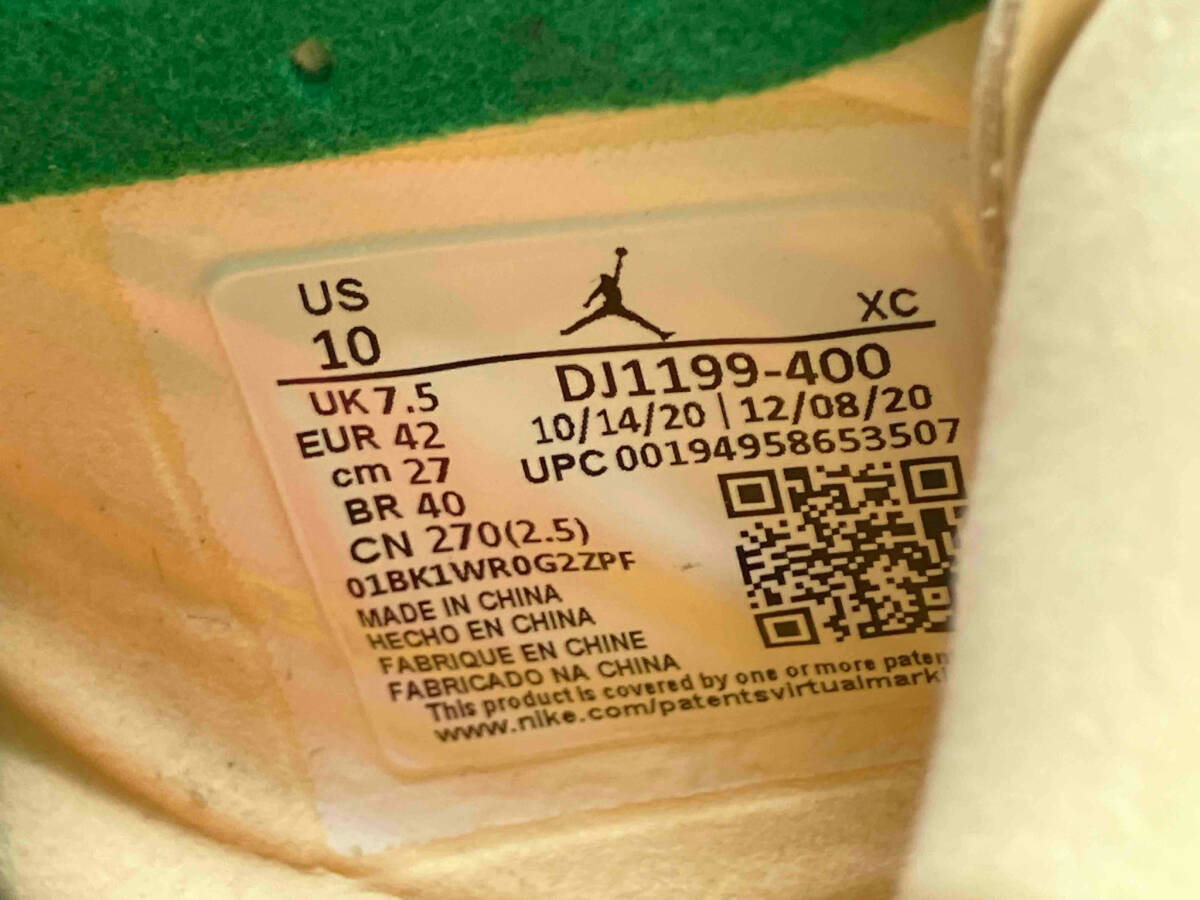 US
10
XC
UK 7.5
EUR 42
cm 27
BR 40
CN 270(2.5)
DJ1199-400
10/14/20 | 12/08/20
UPC 00194958653507
01BK1WR0G2ZPF
MADE IN CHINA
HECHO EN CHINA
FABRIQUE EN CHINE
FABRICADO NA CHINA
This product is covered by one or more
www.nike.com/patentsvirtualmarki